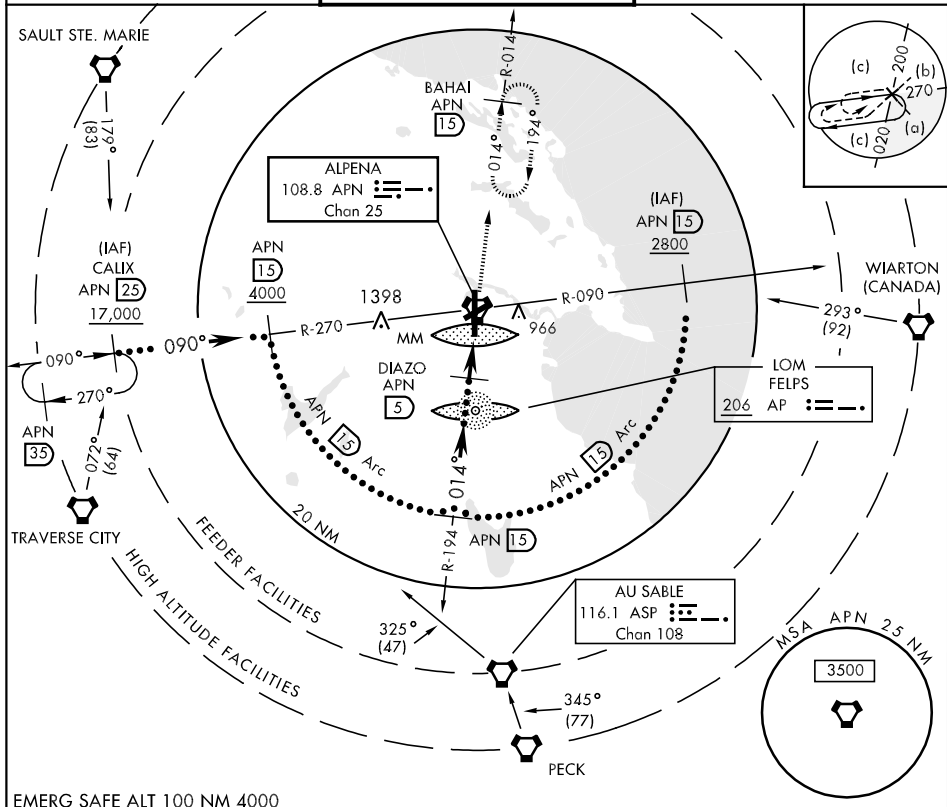 SAULT STE. MARIE
179°
(83)
R-014
BAHAI
APN
15
014°
194°
(c)
200
(b)
270
(c)
020
(a)
ALPENA
108.8 APN
Chan 25
(IAF)
APN 15
2800
(IAF)
CALIX
APN 25
17,000
APN
15
4000
1398
R-270
R-090
966
MM
WIARTON
(CANADA)
293°
(92)
090°
090°
270°
APN
35
072°
(64)
TRAVERSE CITY
DIAZO
APN
5
LOM
FELPS
206 AP
APN 15 Arc
014°
APN 15 Arc
20 NM
R-194
APN 15
FEEDER FACILITIES
HIGH ALTITUDE FACILITIES
325°
(47)
AU SABLE
116.1 ASP
Chan 108
345°
(77)
PECK
MSA APN 25 NM
3500
EMERG SAFE ALT 100 NM 4000